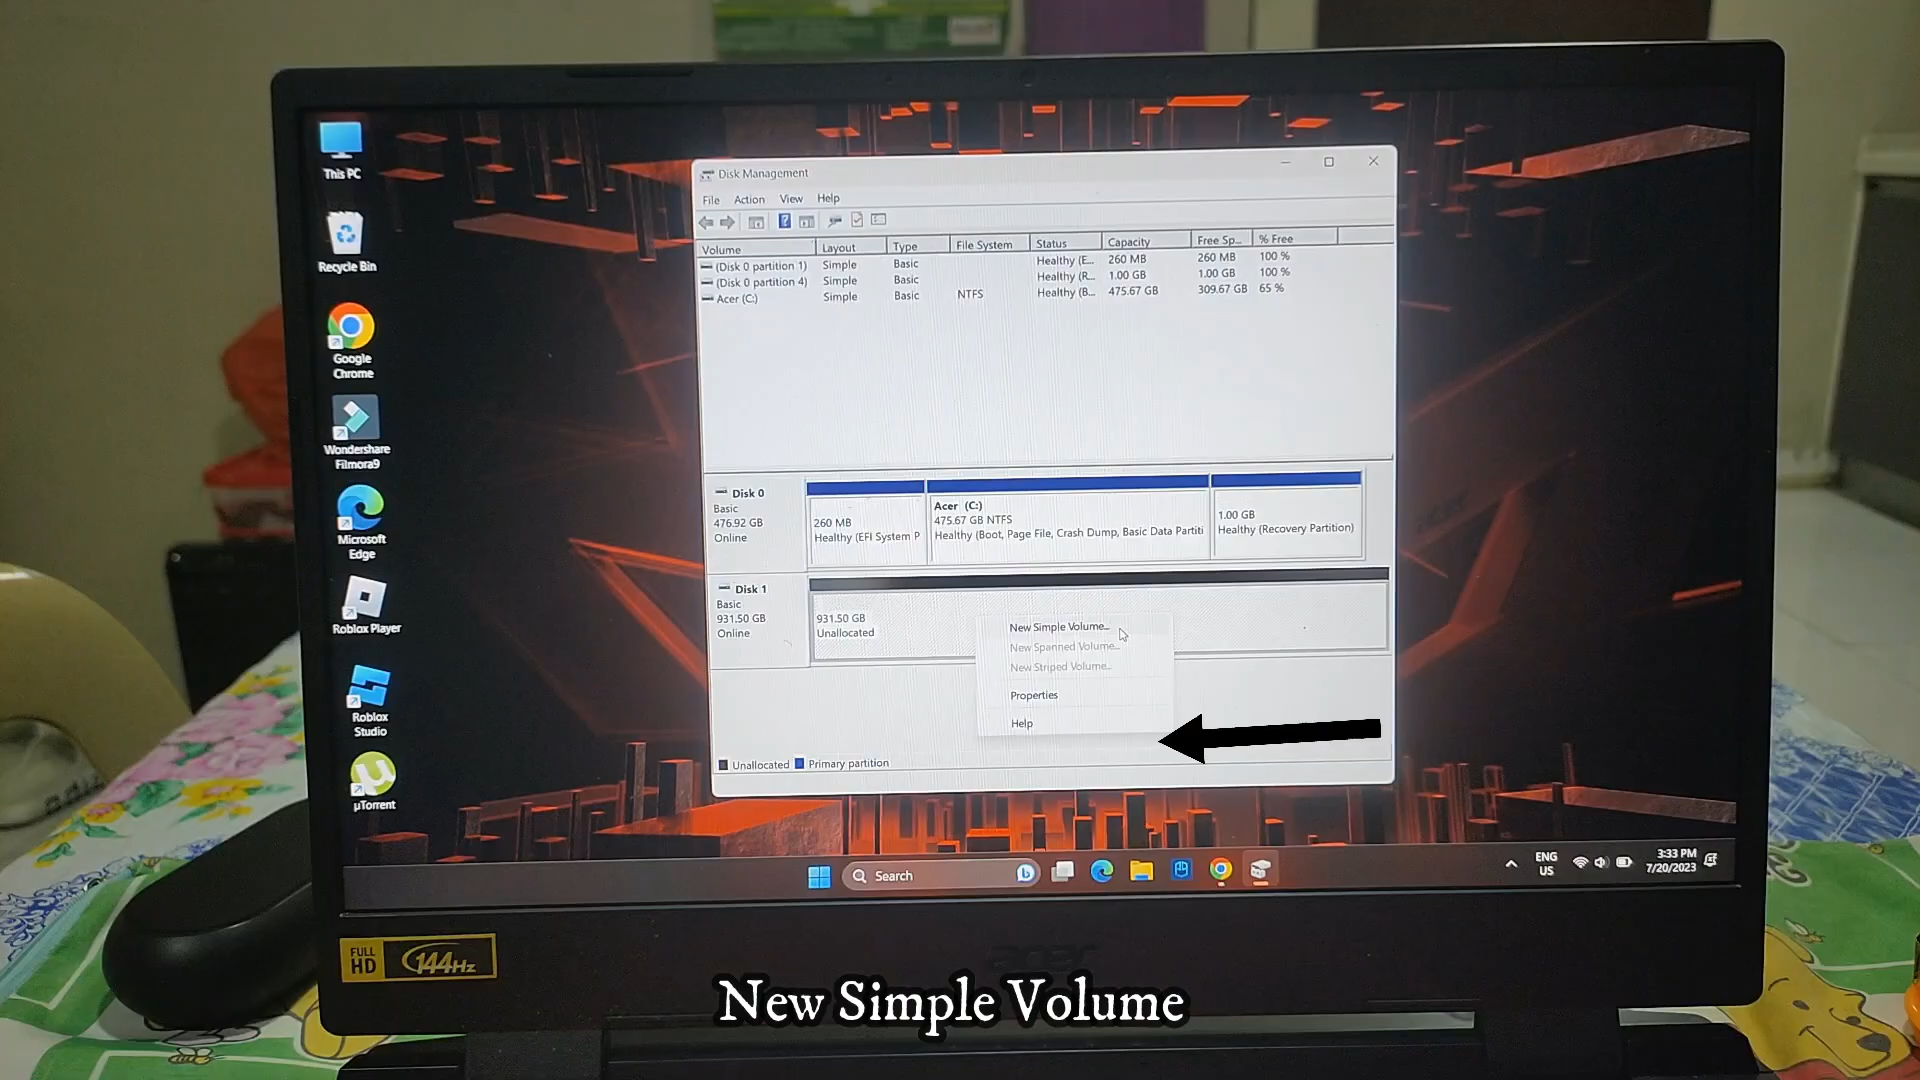 This PC
Recycle Bin
Google
Chrome
Wondershare
Filmora9
Microsoft
Edge
Roblox Player
Roblox
Studio
µTorrent
Disk Management
File Action View Help
Volume Layout Type File System Status Capacity Free Sp... % Free
(Disk 0 partition 1) Simple Basic Healthy (E... 260 MB 260 MB 100 %
(Disk 0 partition 4) Simple Basic Healthy (R... 1.00 GB 1.00 GB 100 %
Acer (C:) Simple Basic NTFS Healthy (B... 475.67 GB 309.67 GB 65 %
Disk 0
Basic
476.92 GB
Online
260 MB
Healthy (EFI System P
Acer (C:)
475.67 GB NTFS
Healthy (Boot, Page File, Crash Dump, Basic Data Partiti
1.00 GB
Healthy (Recovery Partition)
Disk 1
Basic
931.50 GB
Online
931.50 GB
Unallocated
New Simple Volume...
New Spanned Volume...
New Striped Volume...
Properties
Help
Unallocated Primary partition
Search
ENG
US
3:33 PM
7/20/2023
FULL
HD
144Hz
acer
New Simple Volume